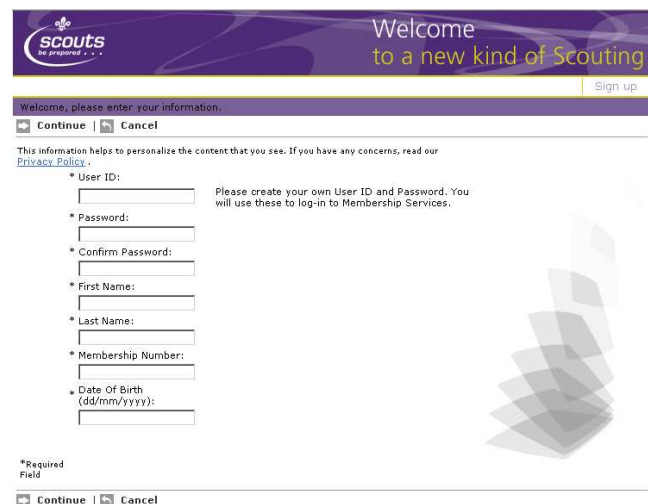 scouts
be prepared . . .
Welcome
to a new kind of Scouting
Sign up
Welcome, please enter your information.
Continue | Cancel
This information helps to personalize the content that you see. If you have any concerns, read our
Privacy Policy .
* User ID:
Please create your own User ID and Password. You
will use these to log-in to Membership Services.
* Password:
* Confirm Password:
* First Name:
* Last Name:
* Membership Number:
* Date Of Birth
(dd/mm/yyyy):
*Required
Field
Continue | Cancel